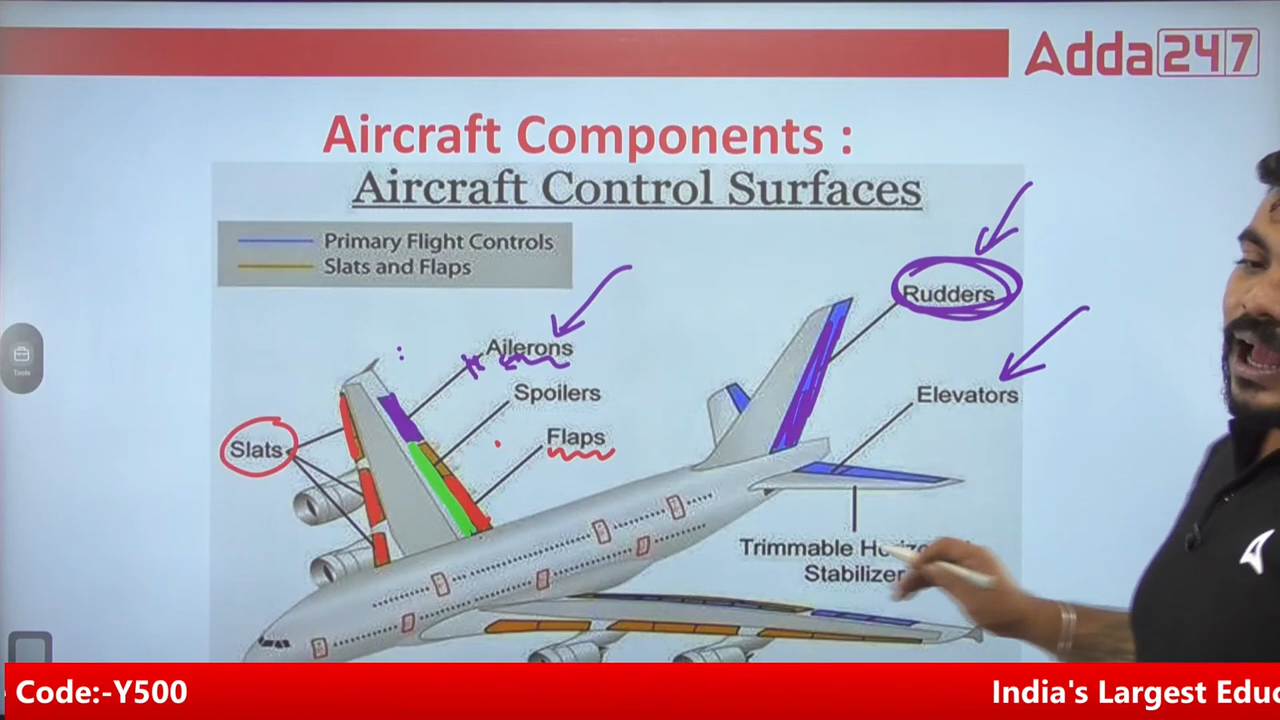 Adda247
Aircraft Components :
Aircraft Control Surfaces
Primary Flight Controls
Slats and Flaps
Rudders
Ailerons
Spoilers
Elevators
Flaps
Slats
Trimmable
Stabilizer
Tools
Code:-Y500
India's Largest